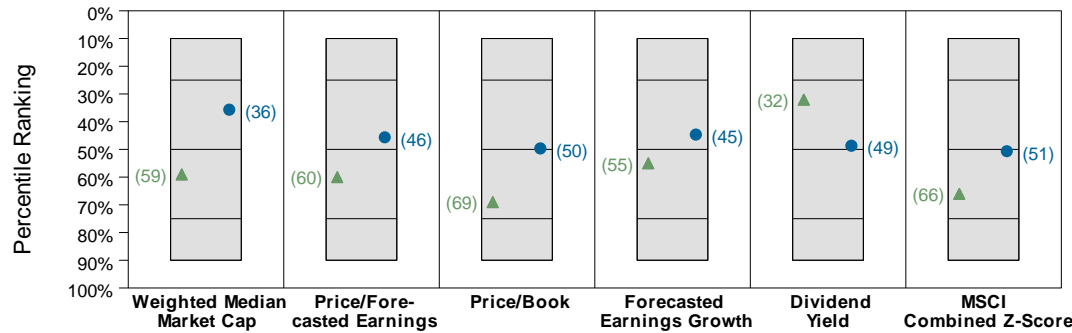 Percentile Ranking
0%
10%
20%
30%
40%
50%
60%
70%
80%
90%
100%
(59)
(36)
(60)
(46)
(69)
(50)
(55)
(45)
(32)
(49)
(66)
(51)
Weighted Median
Market Cap
Price/Fore-
casted Earnings
Price/Book
Forecasted
Earnings Growth
Dividend
Yield
MSCI
Combined Z-Score